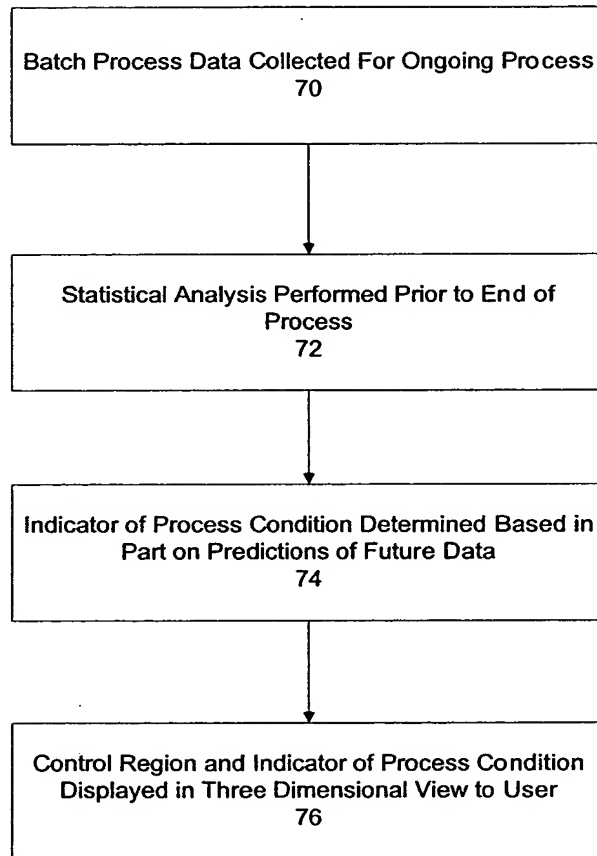 Batch Process Data Collected For Ongoing Process
70
Statistical Analysis Performed Prior to End of
Process
72
Indicator of Process Condition Determined Based in
Part on Predictions of Future Data
74
Control Region and Indicator of Process Condition
Displayed in Three Dimensional View to User
76